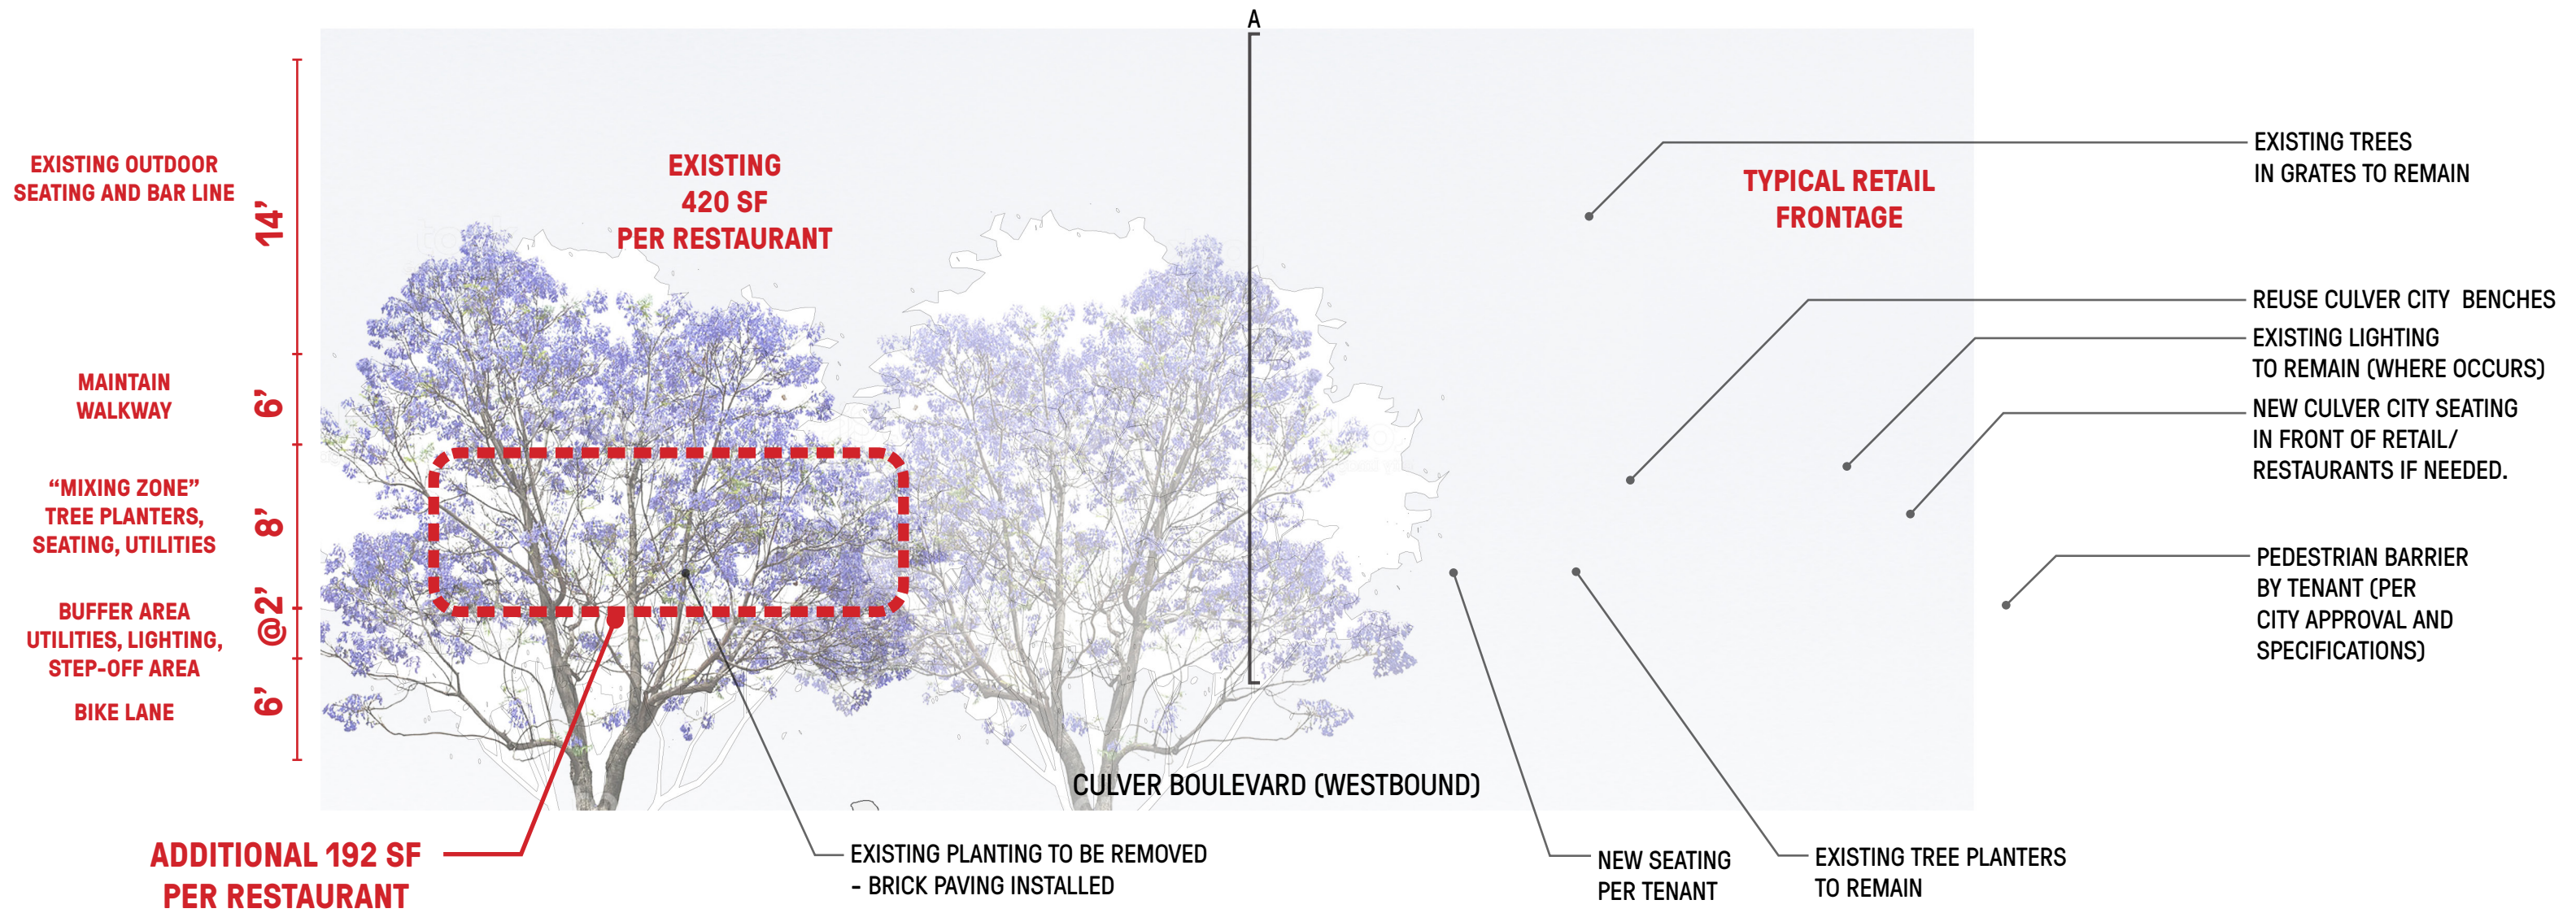 A
EXISTING OUTDOOR
SEATING AND BAR LINE
14’
MAINTAIN
WALKWAY
6’
“MIXING ZONE”
TREE PLANTERS,
SEATING, UTILITIES
8’
BUFFER AREA
UTILITIES, LIGHTING,
STEP-OFF AREA
@2’
BIKE LANE
6’
EXISTING
420 SF
PER RESTAURANT
TYPICAL RETAIL
FRONTAGE
EXISTING TREES
IN GRATES TO REMAIN
REUSE CULVER CITY BENCHES
EXISTING LIGHTING
TO REMAIN (WHERE OCCURS)
NEW CULVER CITY SEATING
IN FRONT OF RETAIL/
RESTAURANTS IF NEEDED.
PEDESTRIAN BARRIER
BY TENANT (PER
CITY APPROVAL AND
SPECIFICATIONS)
CULVER BOULEVARD (WESTBOUND)
ADDITIONAL 192 SF
PER RESTAURANT
EXISTING PLANTING TO BE REMOVED
- BRICK PAVING INSTALLED
NEW SEATING
PER TENANT
EXISTING TREE PLANTERS
TO REMAIN